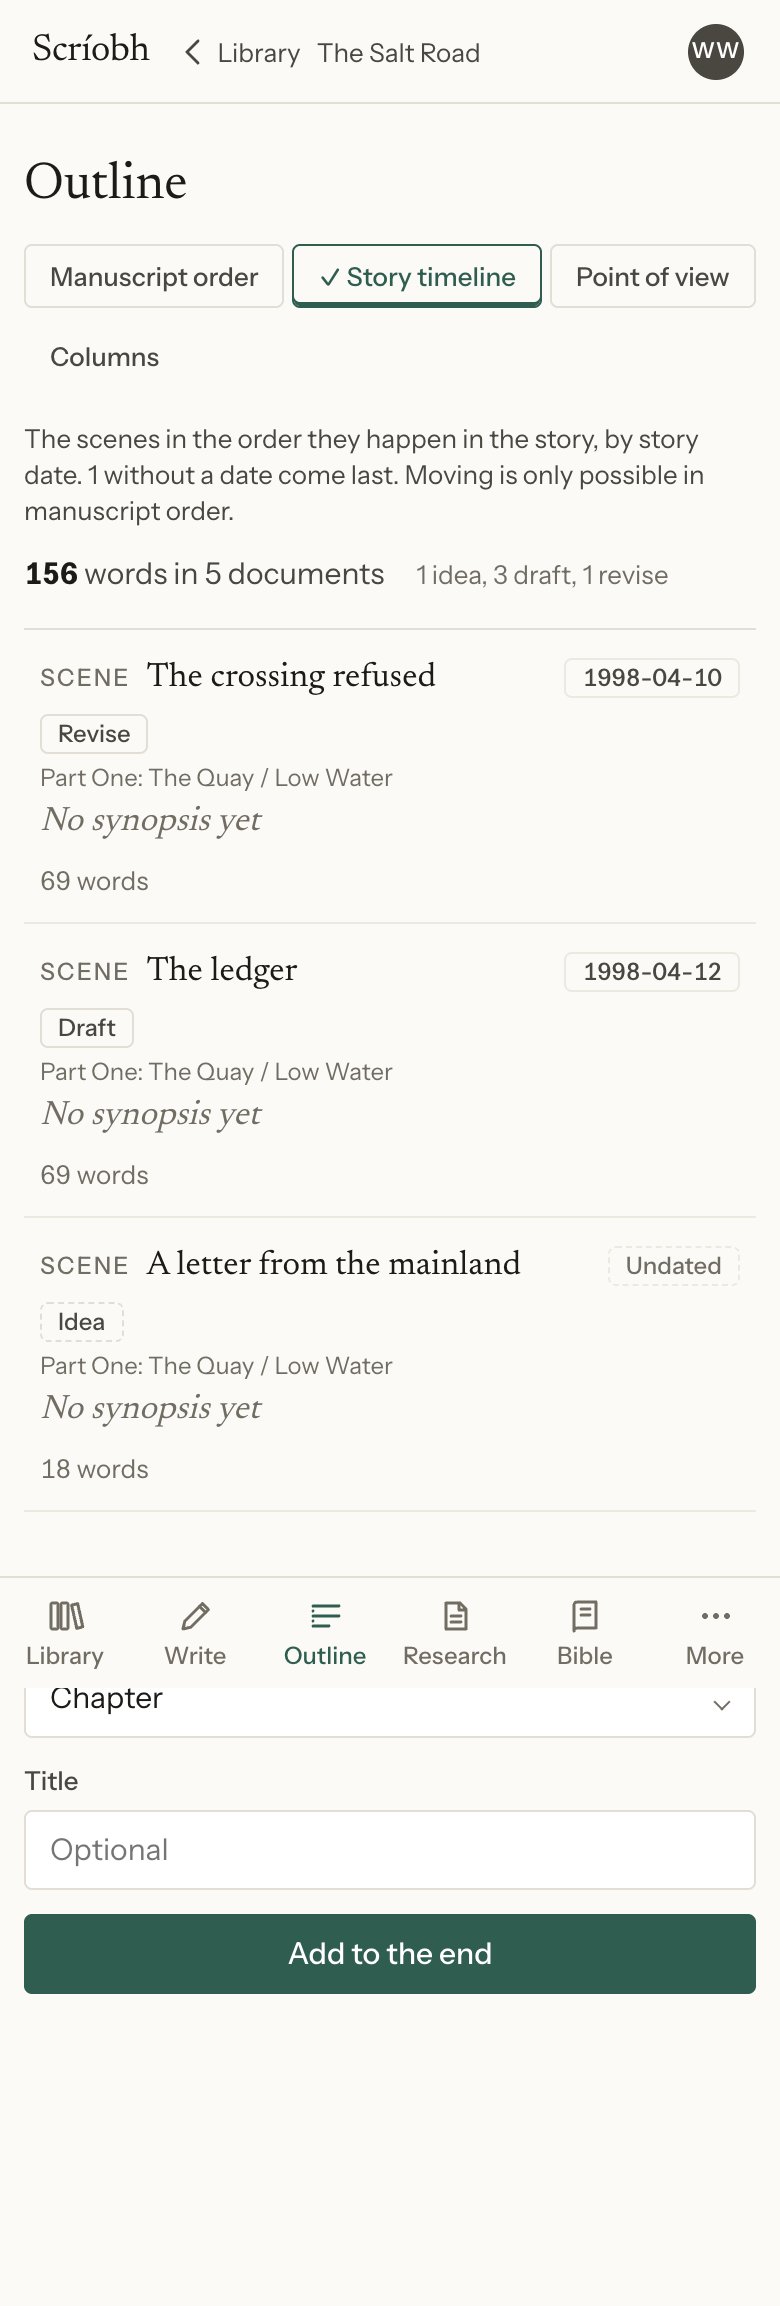 Scríobh
Library The Salt Road
WW
Outline
Manuscript order
Story timeline
Point of view
Columns
The scenes in the order they happen in the story, by story
date. 1 without a date come last. Moving is only possible in
manuscript order.
156 words in 5 documents 1 idea, 3 draft, 1 revise
SCENE The crossing refused 1998-04-10
Revise
Part One: The Quay / Low Water
No synopsis yet
69 words
SCENE The ledger 1998-04-12
Draft
Part One: The Quay / Low Water
No synopsis yet
69 words
SCENE A letter from the mainland Undated
Idea
Part One: The Quay / Low Water
No synopsis yet
18 words
Library Write Outline Research Bible More
Chapter
Title
Optional
Add to the end